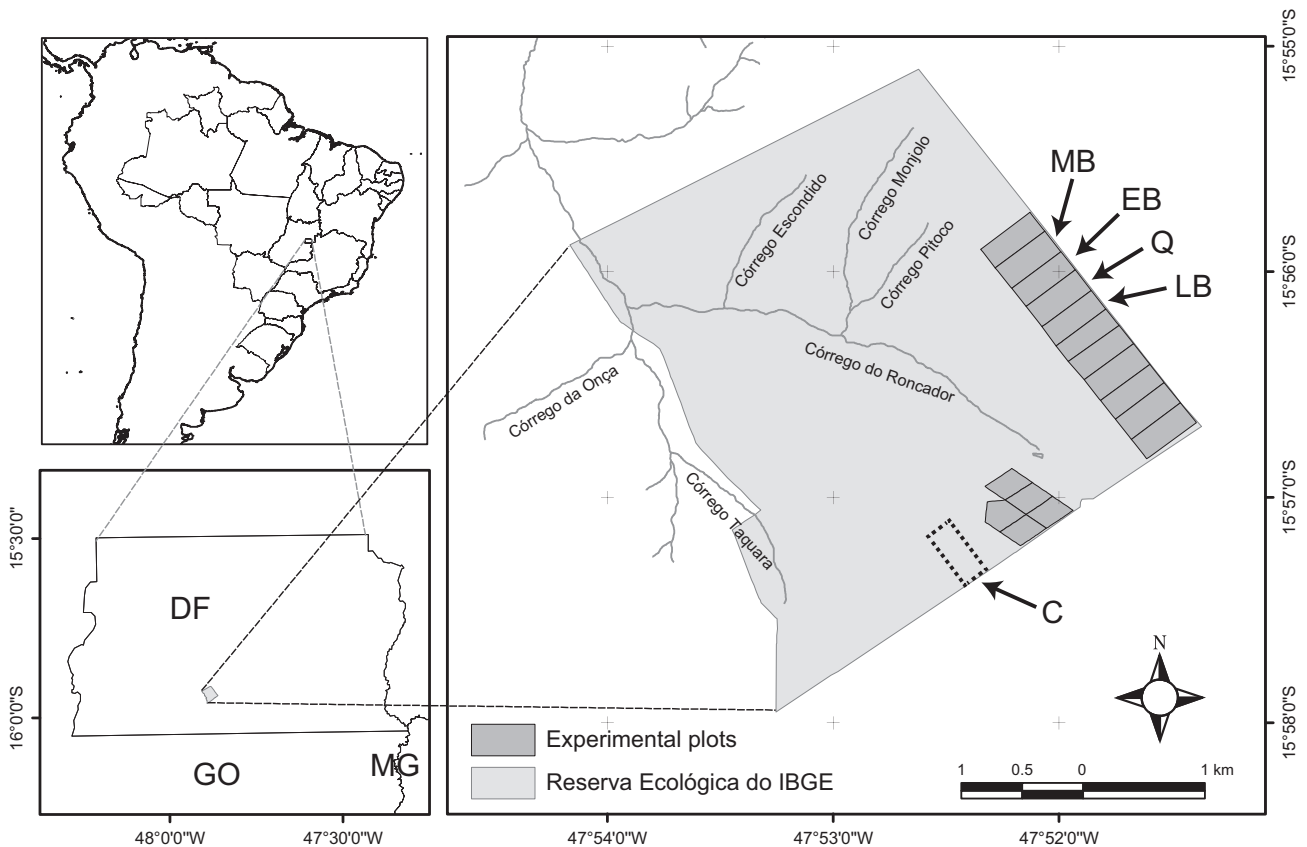 15°30'0"S
16°0'0"S
DF
GO
MG
48°0'0"W
47°30'0"W
Córrego Escondido
Córrego Monjolo
Córrego Pitoco
Córrego do Roncador
Córrego da Onça
Córrego Taquara
MB
EB
Q
LB
C
N
Experimental plots
Reserva Ecológica do IBGE
1 0.5 0 1 km
15°55'0"S
15°56'0"S
15°57'0"S
15°58'0"S
47°54'0"W
47°53'0"W
47°52'0"W